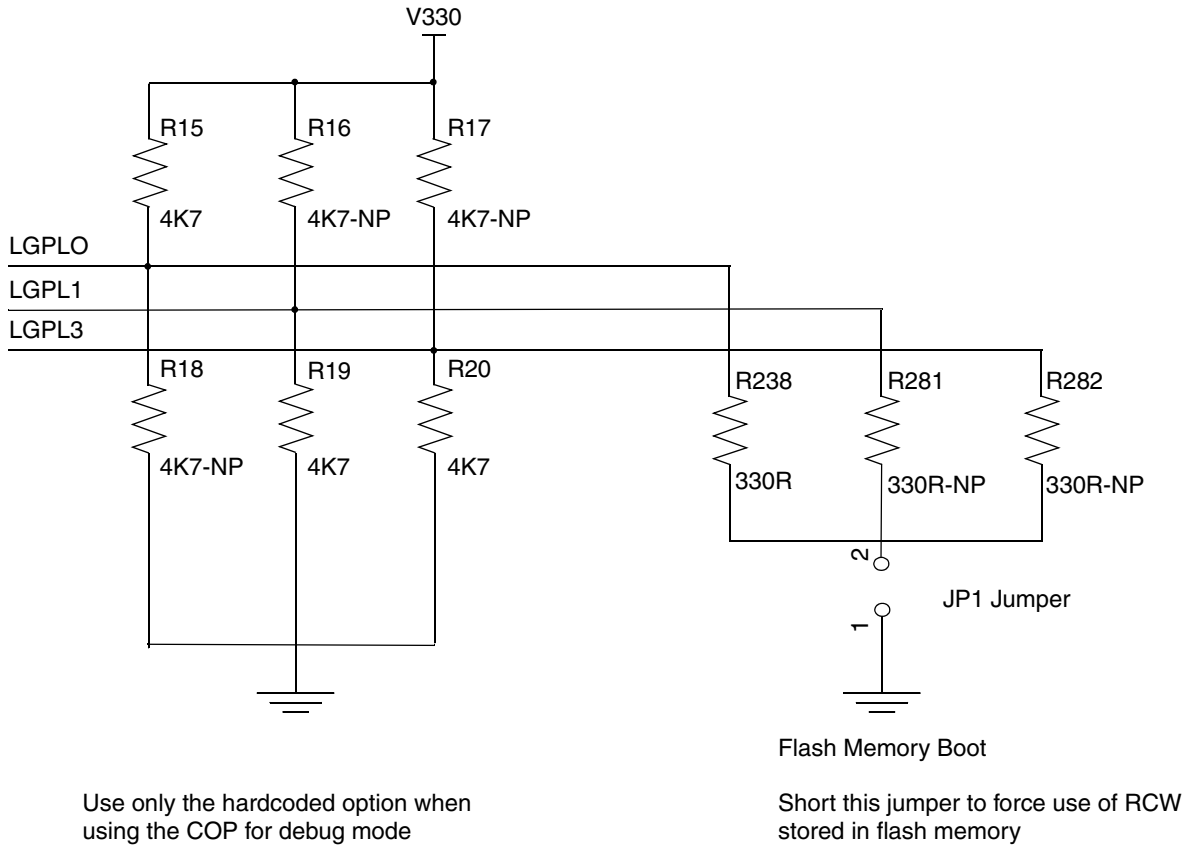 V330
R15
R16
R17
4K7
4K7-NP
4K7-NP
LGPLO
LGPL1
LGPL3
R18
R19
R20
R238
R281
R282
4K7-NP
4K7
4K7
330R
330R-NP
330R-NP
2
JP1 Jumper
1
Flash Memory Boot
Use only the hardcoded option when
using the COP for debug mode
Short this jumper to force use of RCW
stored in flash memory